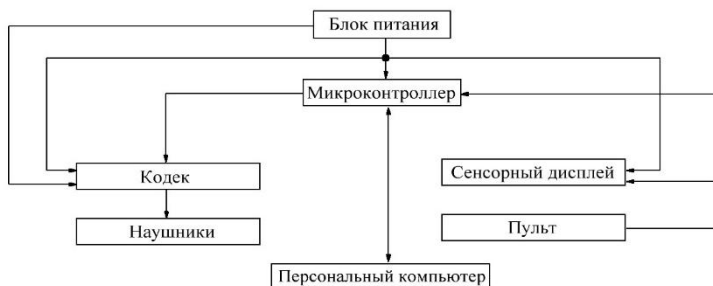 Блок питания
Микроконтроллер
Кодек
Сенсорный дисплей
Наушники
Пульт
Персональный компьютер